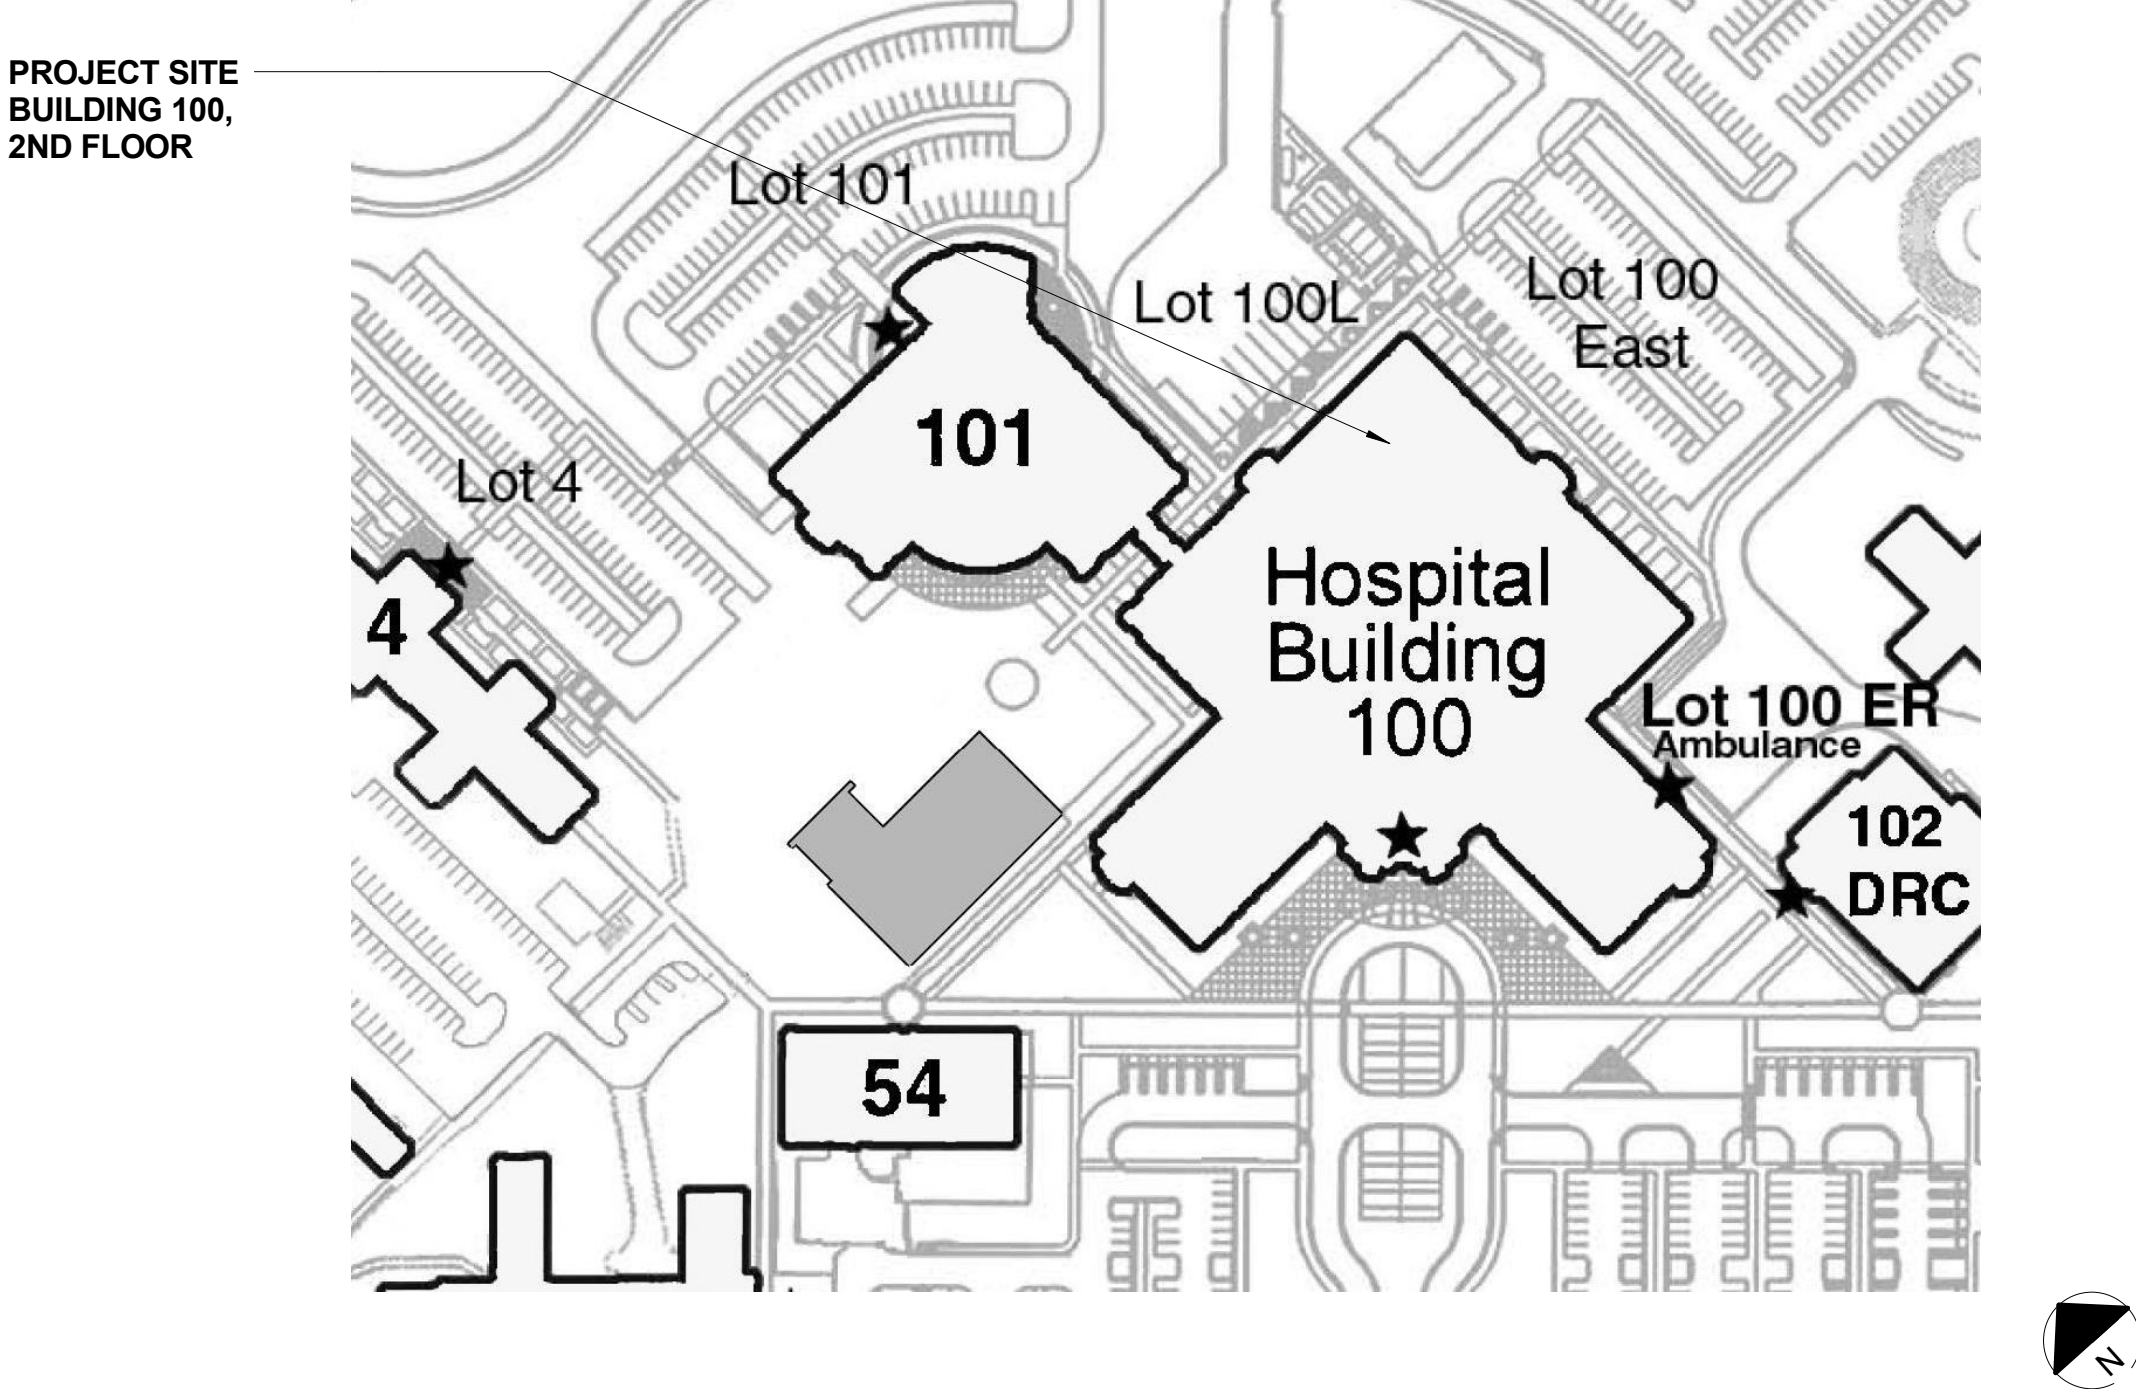 PROJECT SITE
BUILDING 100,
2ND FLOOR
Lot 101
Lot 100L
Lot 100
East
101
Lot 4
4
Hospital
Building
100
Lot 100 ER
Ambulance
102
DRC
54
N